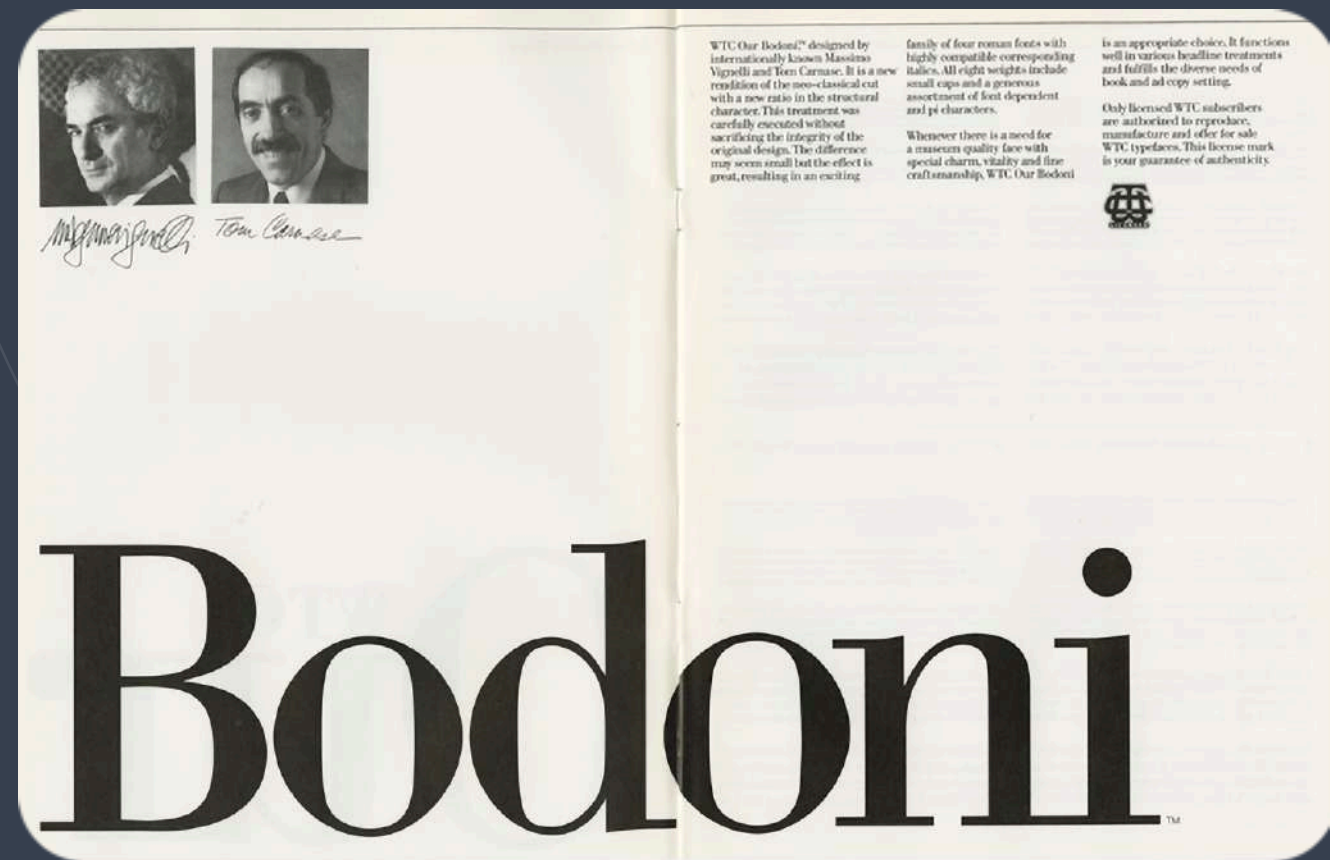 Tom Carnase
WTC Our Bodoni,™ designed by
internationally known Massimo
Vignelli and Tom Carnase. It is a new
rendition of the neo-classical cut
with a new ratio in the structural
character. This treatment was
carefully executed without
sacrificing the integrity of the
original design. The difference
may seem small but the effect is
great, resulting in an exciting
family of four roman fonts with
highly compatible corresponding
italics. All eight weights include
small caps and a generous
assortment of font dependent
and pi characters.
Whenever there is a need for
a museum quality face with
special charm, vitality and fine
craftsmanship, WTC Our Bodoni
is an appropriate choice. It functions
well in various headline treatments
and fulfills the diverse needs of
book and ad copy setting.
Only licensed WTC subscribers
are authorized to reproduce,
manufacture and offer for sale
WTC typefaces. This license mark
is your guarantee of authenticity.
WTC
LICENSED
Bodoni™